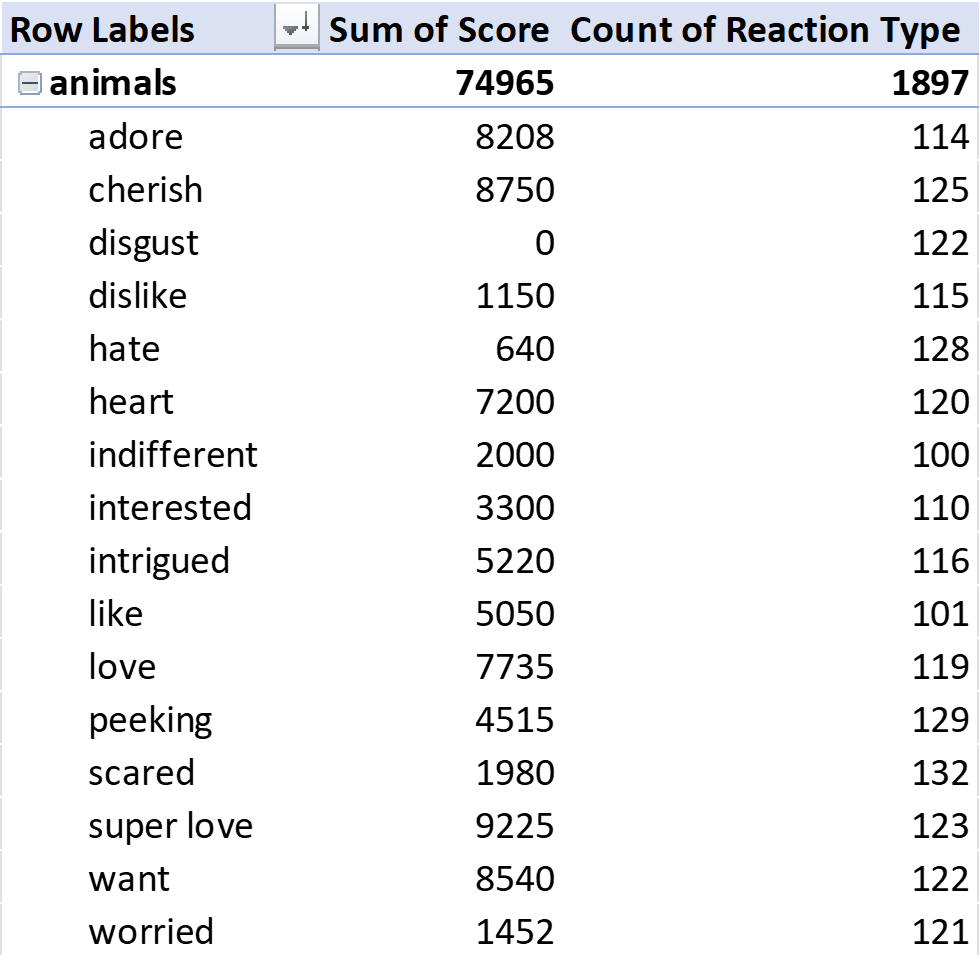 Row Labels Sum of Score Count of Reaction Type
animals 74965 1897
adore 8208 114
cherish 8750 125
disgust 0 122
dislike 1150 115
hate 640 128
heart 7200 120
indifferent 2000 100
interested 3300 110
intrigued 5220 116
like 5050 101
love 7735 119
peeking 4515 129
scared 1980 132
super love 9225 123
want 8540 122
worried 1452 121